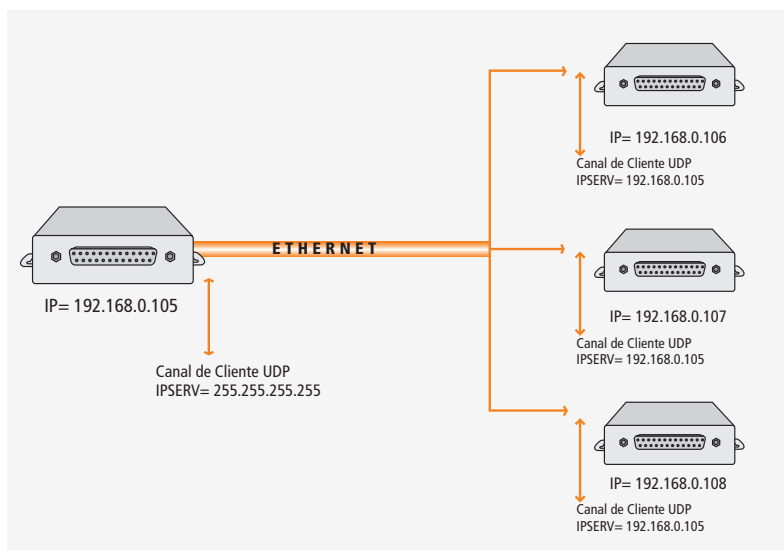 IP= 192.168.0.106
Canal de Cliente UDP
IPSERV= 192.168.0.105
ETHERNET
IP= 192.168.0.105
Canal de Cliente UDP
IPSERV= 255.255.255.255
IP= 192.168.0.107
Canal de Cliente UDP
IPSERV= 192.168.0.105
IP= 192.168.0.108
Canal de Cliente UDP
IPSERV= 192.168.0.105